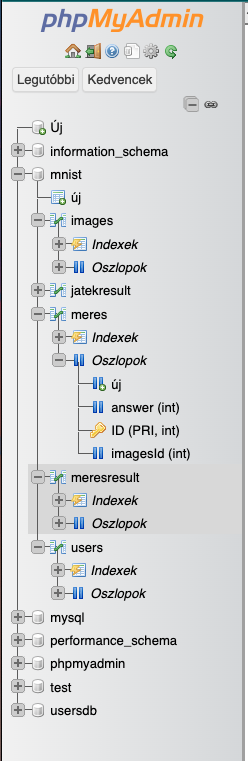 phpMyAdmin
Legutóbbi Kedvencek
Új
information_schema
mnist
új
images
Indexek
Oszlopok
jatekresult
meres
Indexek
Oszlopok
új
answer (int)
ID (PRI, int)
imagesId (int)
meresresult
Indexek
Oszlopok
users
Indexek
Oszlopok
mysql
performance_schema
phpmyadmin
test
usersdb